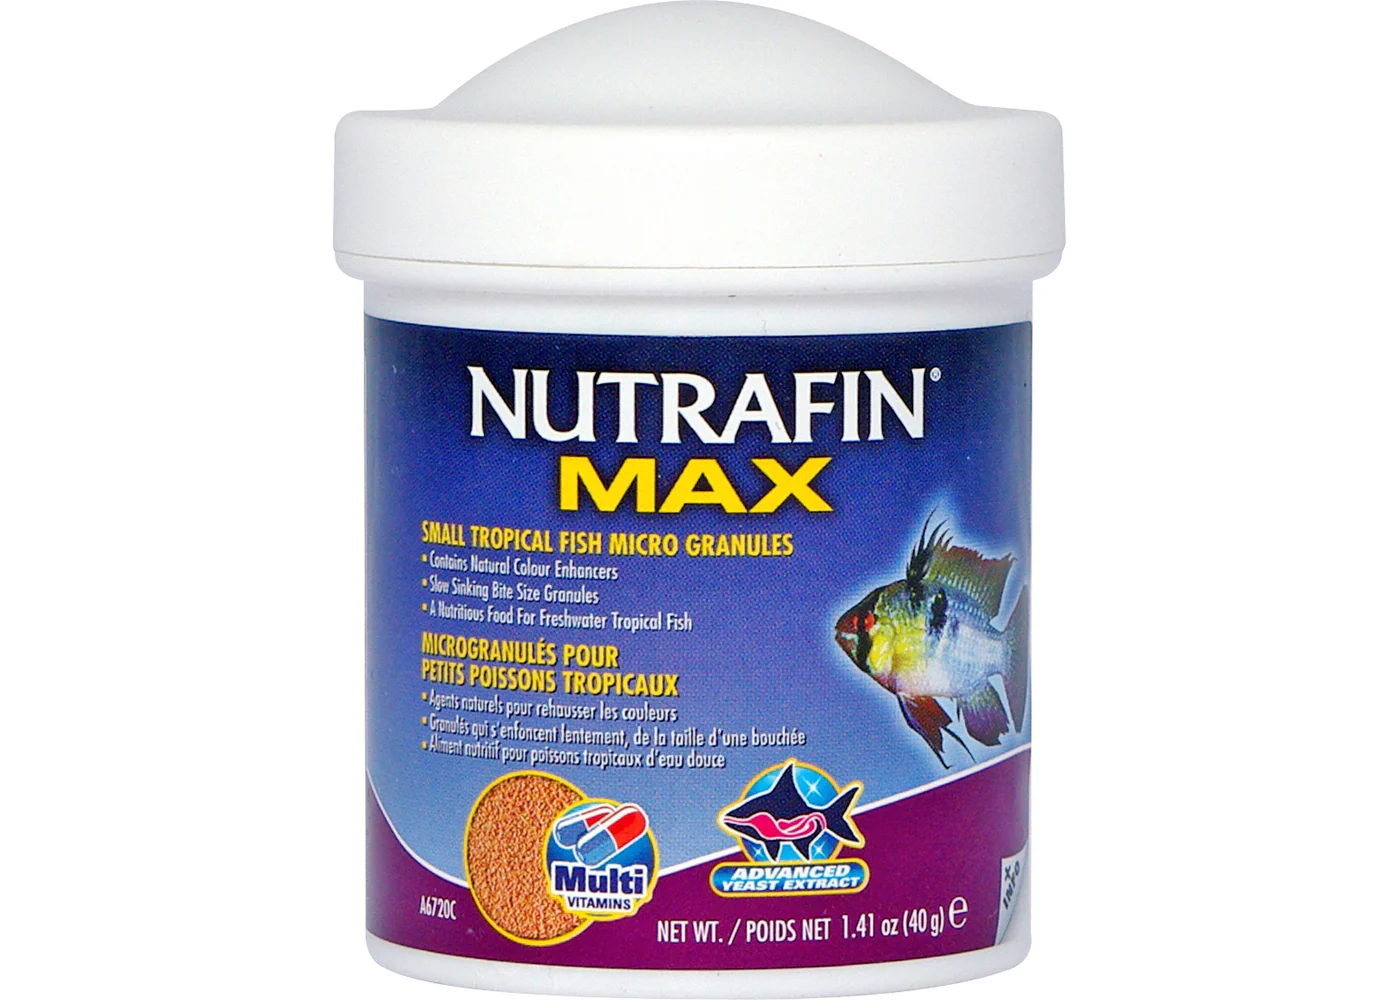 NUTRAFIN®
MAX
SMALL TROPICAL FISH MICRO GRANULES
▪ Contains Natural Colour Enhancers
▪ Slow Sinking Bite Size Granules
▪ A Nutritious Food For Freshwater Tropical Fish
MICROGRANULÉS POUR
PETITS POISSONS TROPICAUX
▪ Agents naturels pour rehausser les couleurs
▪ Granulés qui s'enfoncent lentement, de la taille d'une bouchée
▪ Aliment nutritif pour poissons tropicaux d'eau douce
Multi
VITAMINS
ADVANCED
YEAST EXTRACT
A6720C
NET WT. / POIDS NET 1.41 oz (40 g) e
+
INFO